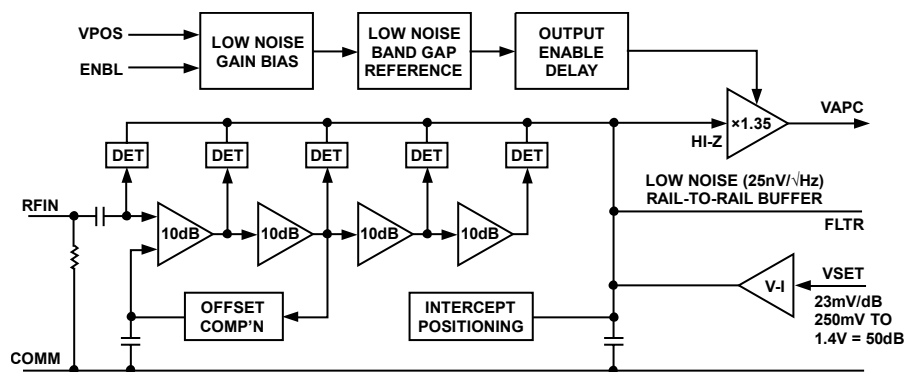 VPOS
ENBL
LOW NOISE
GAIN BIAS
LOW NOISE
BAND GAP
REFERENCE
OUTPUT
ENABLE
DELAY
×1.35
VAPC
HI-Z
DET
DET
DET
DET
DET
LOW NOISE (25nV/√Hz)
RAIL-TO-RAIL BUFFER
FLTR
RFIN
10dB
10dB
10dB
10dB
V-I
VSET
23mV/dB
250mV TO
1.4V = 50dB
OFFSET
COMP'N
INTERCEPT
POSITIONING
COMM